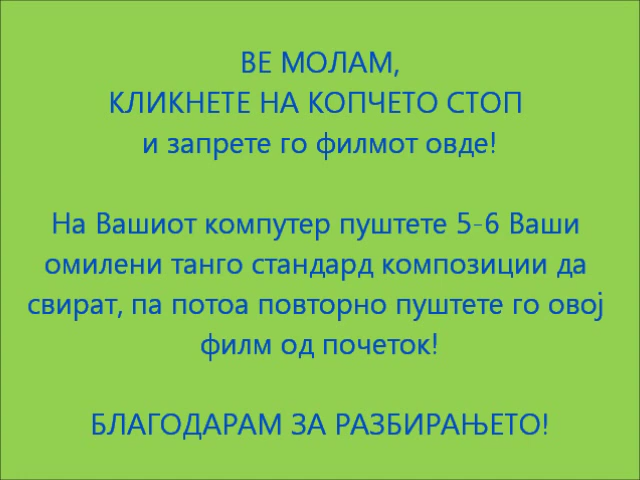 ВЕ МОЛАМ,
КЛИКНЕТЕ НА КОПЧЕТО СТОП
и запрете го филмот овде!
На Вашиот компутер пуштете 5-6 Ваши
омилени танго стандард композиции да
свират, па потоа повторно пуштете го овој
филм од почеток!
БЛАГОДАРАМ ЗА РАЗБИРАЊЕТО!